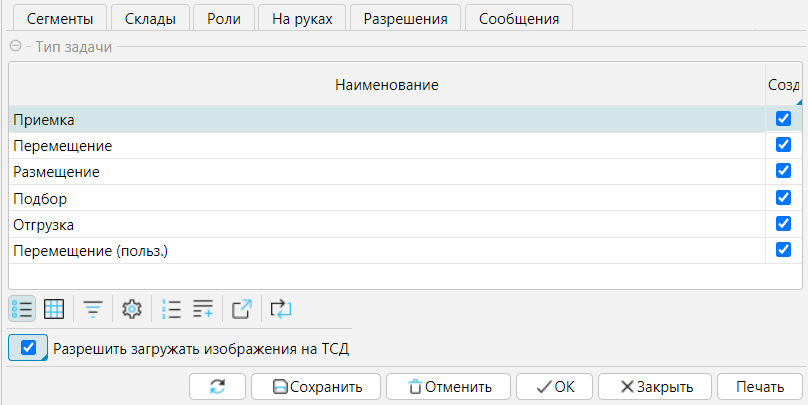 Сегменты Склады Роли На руках Разрешения Сообщения
Тип задачи
Наименование Созд
Приемка
Перемещение
Размещение
Подбор
Отгрузка
Перемещение (польз.)
Разрешить загружать изображения на ТСД
Сохранить Отменить OK Закрыть Печать